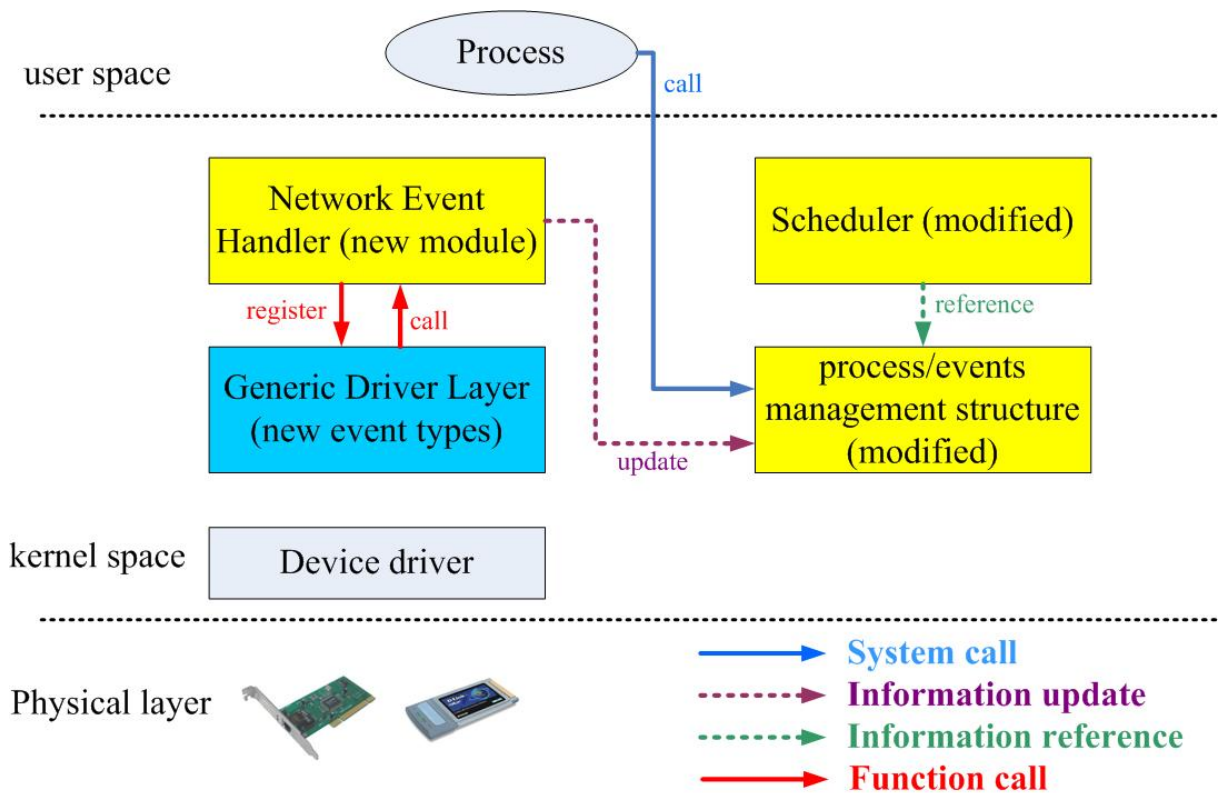 Process
user space
call
Network Event
Handler (new module)
Scheduler (modified)
register
call
reference
Generic Driver Layer
(new event types)
process/events
management structure
(modified)
update
kernel space
Device driver
Physical layer
System call
Information update
Information reference
Function call